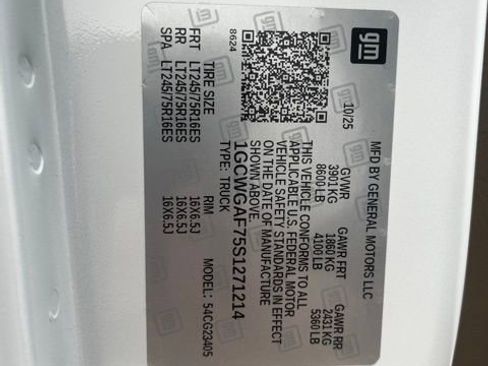 gm
MFD BY GENERAL MOTORS LLC
10/25
GVWR GAWR FRT GAWR RR
3901 KG 1860 KG 2431 KG
8600 LB 4100 LB 5360 LB
THIS VEHICLE CONFORMS TO ALL
APPLICABLE U.S. FEDERAL MOTOR
VEHICLE SAFETY STANDARDS IN EFFECT
ON THE DATE OF MANUFACTURE
SHOWN ABOVE.
1GCWGAF75S1271214
TYPE: TRUCK MODEL: 54CG23405
8624
TIRE SIZE RIM
FRT LT245/75R16ES 16X6.5J
RR LT245/75R16ES 16X6.5J
SPA LT245/75R16ES 16X6.5J